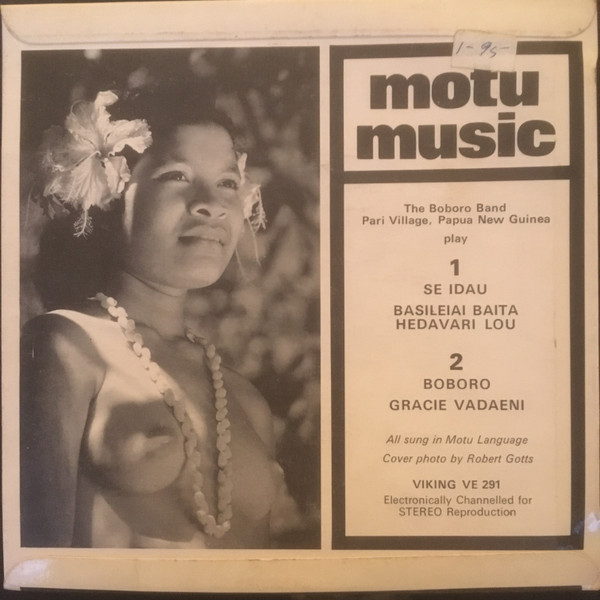 1-95-
motu
music
The Boboro Band
Pari Village, Papua New Guinea
play
1
SE IDAU
BASILEIAI BAITA
HEDAVARI LOU
2
BOBORO
GRACIE VADAENI
All sung in Motu Language
Cover photo by Robert Gotts
VIKING VE 291
Electronically Channelled for
STEREO Reproduction